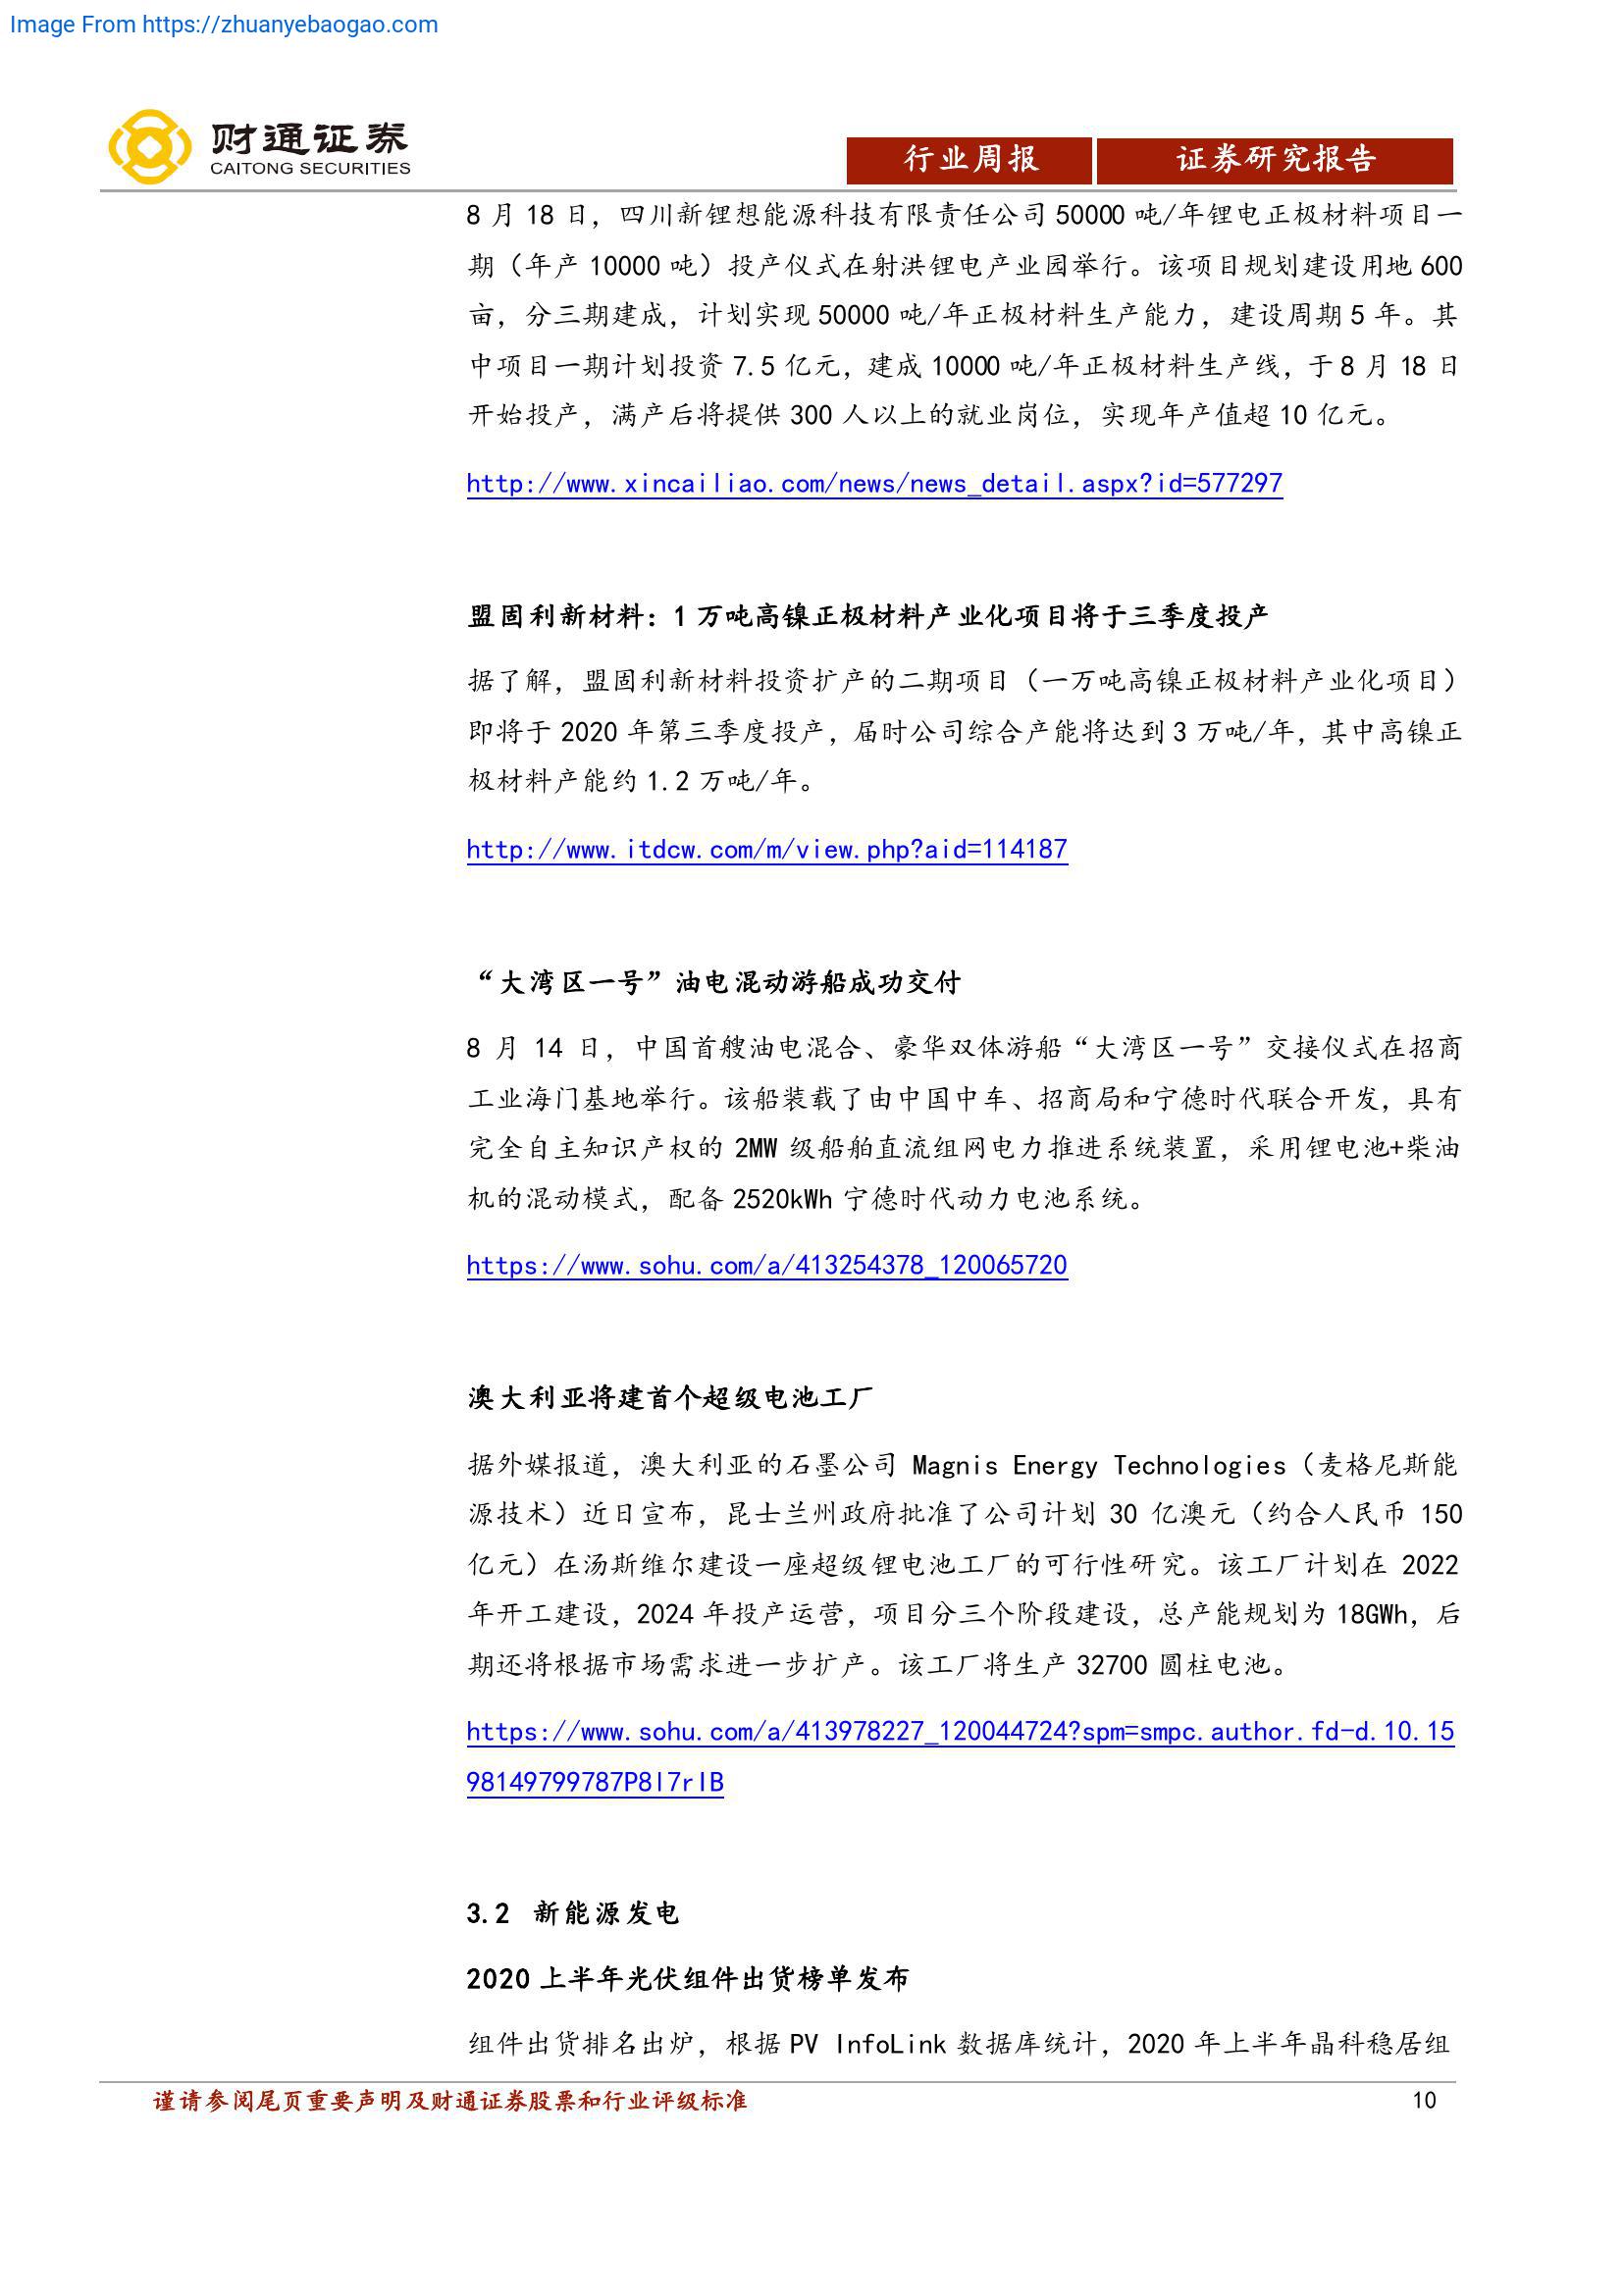 Image From https://zhuanyebaogao.com
财通证券
CAITONG SECURITIES
行业周报 证券研究报告
8 月 18 日，四川新锂想能源科技有限责任公司 50000 吨/年锂电正极材料项目一
期（年产 10000 吨）投产仪式在射洪锂电产业园举行。该项目规划建设用地 600
亩，分三期建成，计划实现 50000 吨/年正极材料生产能力，建设周期 5 年。其
中项目一期计划投资 7.5 亿元，建成 10000 吨/年正极材料生产线，于 8 月 18 日
开始投产，满产后将提供 300 人以上的就业岗位，实现年产值超 10 亿元。
http://www.xincailiao.com/news/news_detail.aspx?id=577297
盟固利新材料：1 万吨高镍正极材料产业化项目将于三季度投产
据了解，盟固利新材料投资扩产的二期项目（一万吨高镍正极材料产业化项目）
即将于 2020 年第三季度投产，届时公司综合产能将达到 3 万吨/年，其中高镍正
极材料产能约 1.2 万吨/年。
http://www.itdcw.com/m/view.php?aid=114187
“大湾区一号”油电混动游船成功交付
8 月 14 日，中国首艘油电混合、豪华双体游船“大湾区一号”交接仪式在招商
工业海门基地举行。该船装载了由中国中车、招商局和宁德时代联合开发，具有
完全自主知识产权的 2MW 级船舶直流组网电力推进系统装置，采用锂电池+柴油
机的混动模式，配备 2520kWh 宁德时代动力电池系统。
https://www.sohu.com/a/413254378_120065720
澳大利亚将建首个超级电池工厂
据外媒报道，澳大利亚的石墨公司 Magnis Energy Technologies（麦格尼斯能
源技术）近日宣布，昆士兰州政府批准了公司计划 30 亿澳元（约合人民币 150
亿元）在汤斯维尔建设一座超级锂电池工厂的可行性研究。该工厂计划在 2022
年开工建设，2024 年投产运营，项目分三个阶段建设，总产能规划为 18GWh，后
期还将根据市场需求进一步扩产。该工厂将生产 32700 圆柱电池。
https://www.sohu.com/a/413978227_120044724?spm=smpc.author.fd-d.10.15
98149799787P8l7rIB
3.2 新能源发电
2020 上半年光伏组件出货榜单发布
组件出货排名出炉，根据 PV InfoLink 数据库统计，2020 年上半年晶科稳居组
谨请参阅尾页重要声明及财通证券股票和行业评级标准 10